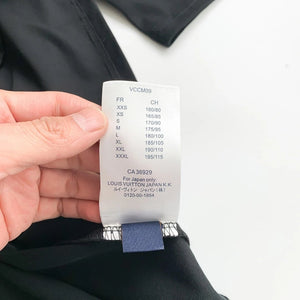 VCCM09
FR CH
XXS 160/80
XS 165/85
S 170/90
M 175/95
L 180/100
XL 185/105
XXL 190/110
XXXL 195/115
CA36929
For Japan only:
LOUIS VUITTON JAPAN K.K.
ルイ・ヴィトン ジャパン(株)
0120-00-1854